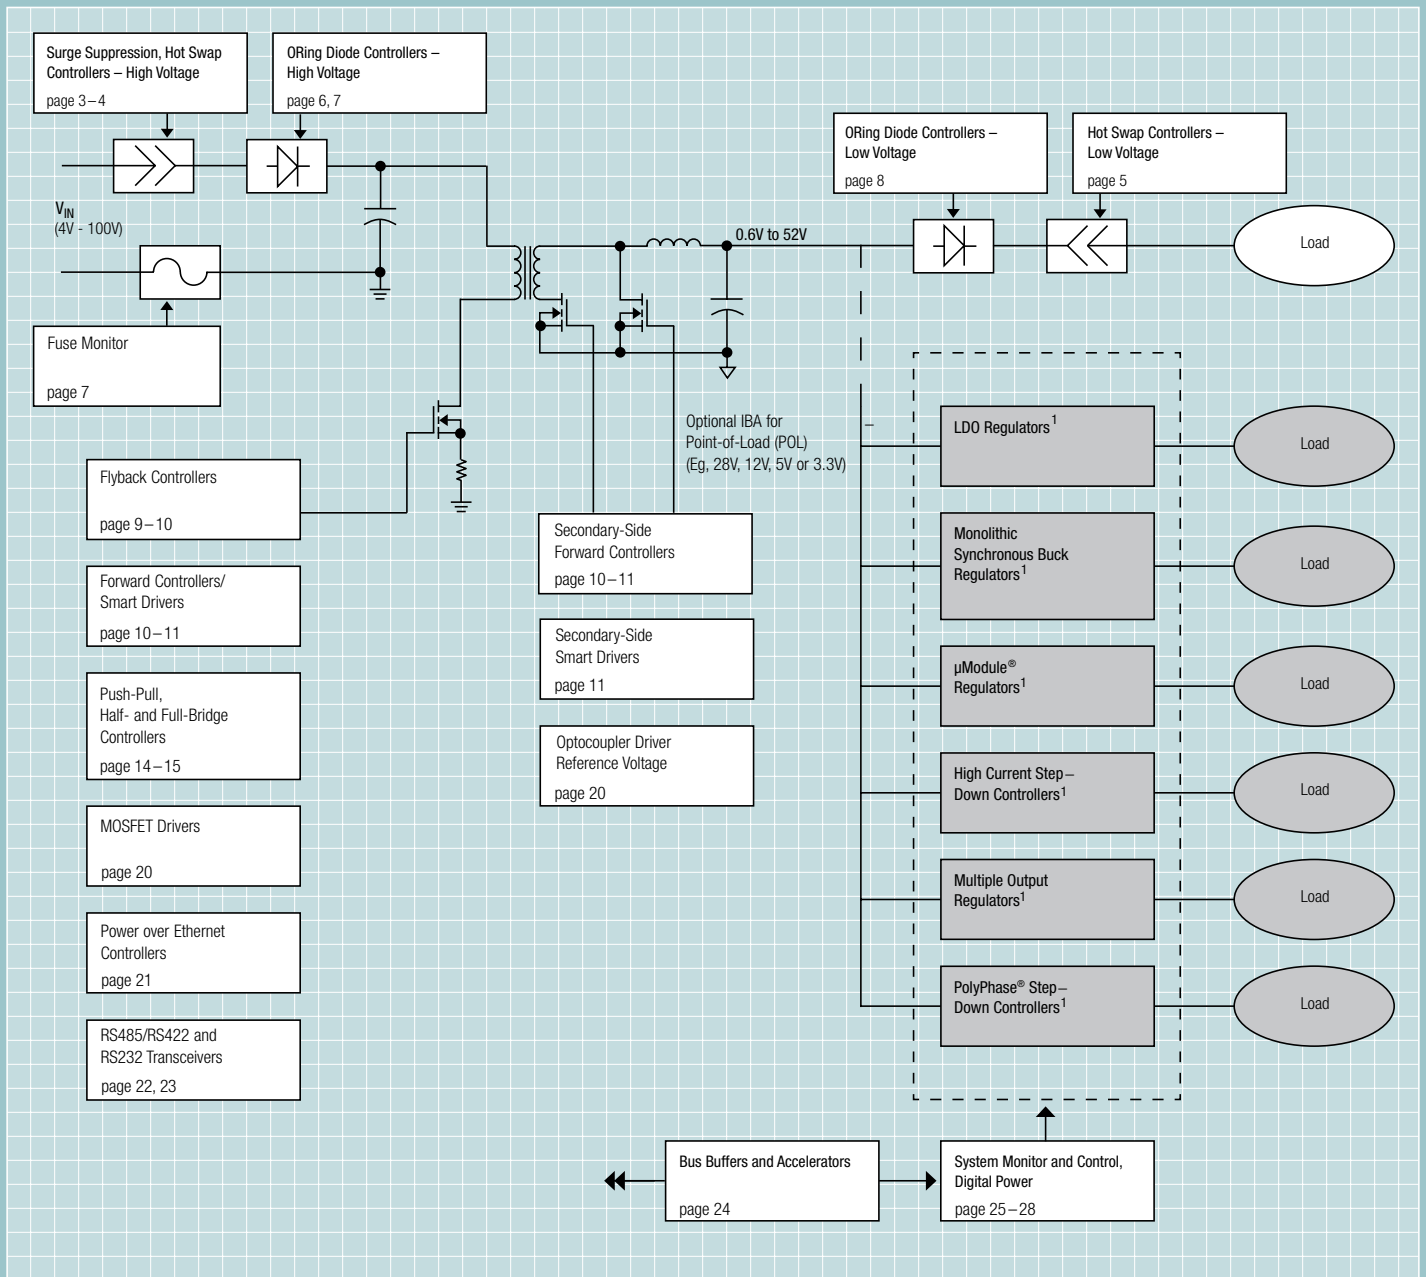 Surge Suppression, Hot Swap
Controllers – High Voltage
page 3–4
ORing Diode Controllers –
High Voltage
page 6, 7
ORing Diode Controllers –
Low Voltage
page 8
Hot Swap Controllers –
Low Voltage
page 5
VIN
(4V - 100V)
0.6V to 52V
Load
Fuse Monitor
page 7
Optional IBA for
Point-of-Load (POL)
(Eg, 28V, 12V, 5V or 3.3V)
–
LDO Regulators1
Load
Flyback Controllers
page 9–10
Secondary-Side
Forward Controllers
page 10–11
Monolithic
Synchronous Buck
Regulators1
Load
Forward Controllers/
Smart Drivers
page 10–11
Secondary-Side
Smart Drivers
page 11
µModule®
Regulators1
Load
Push-Pull,
Half- and Full-Bridge
Controllers
page 14–15
Optocoupler Driver
Reference Voltage
page 20
High Current Step–
Down Controllers1
Load
MOSFET Drivers
page 20
Multiple Output
Regulators1
Load
Power over Ethernet
Controllers
page 21
PolyPhase® Step–
Down Controllers1
Load
RS485/RS422 and
RS232 Transceivers
page 22, 23
Bus Buffers and Accelerators
page 24
System Monitor and Control,
Digital Power
page 25–28